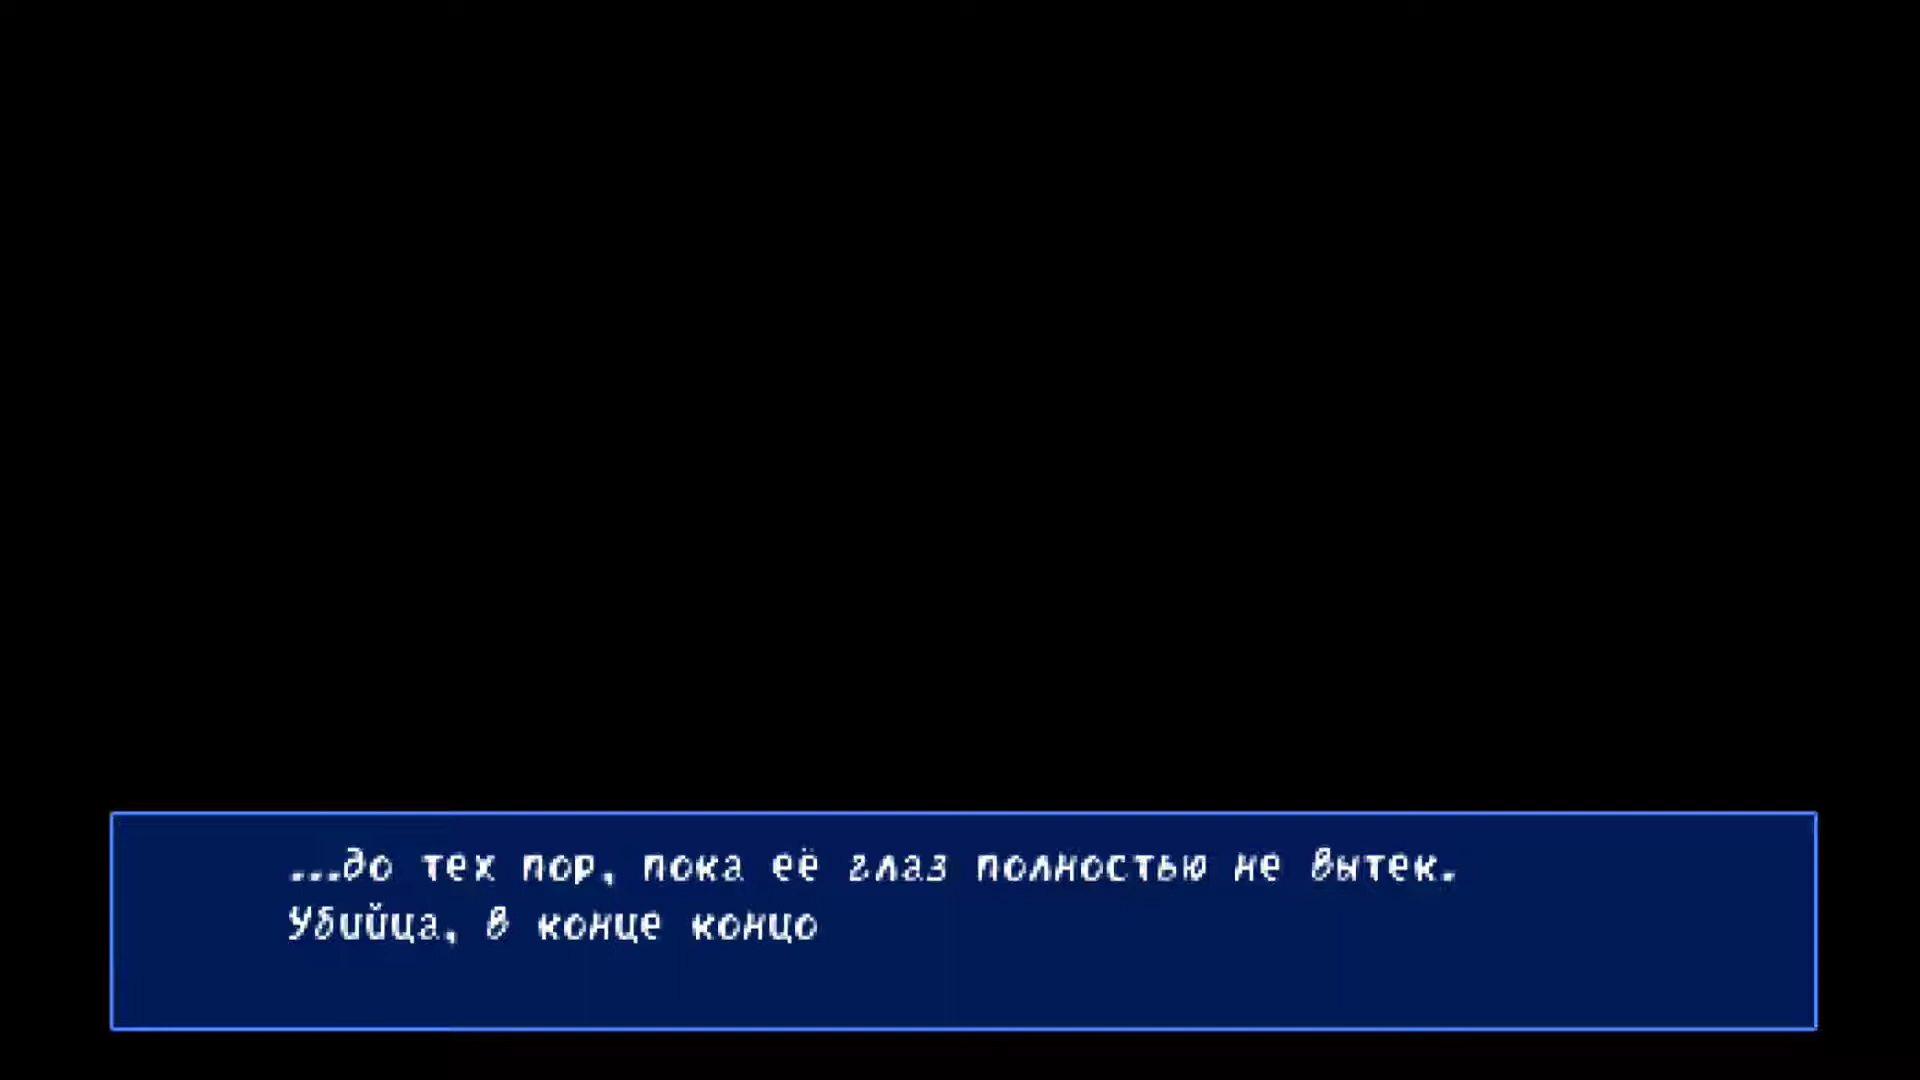 ...до тех пор, пока её глаз полностью не вытек.
Убийца, в конце концо